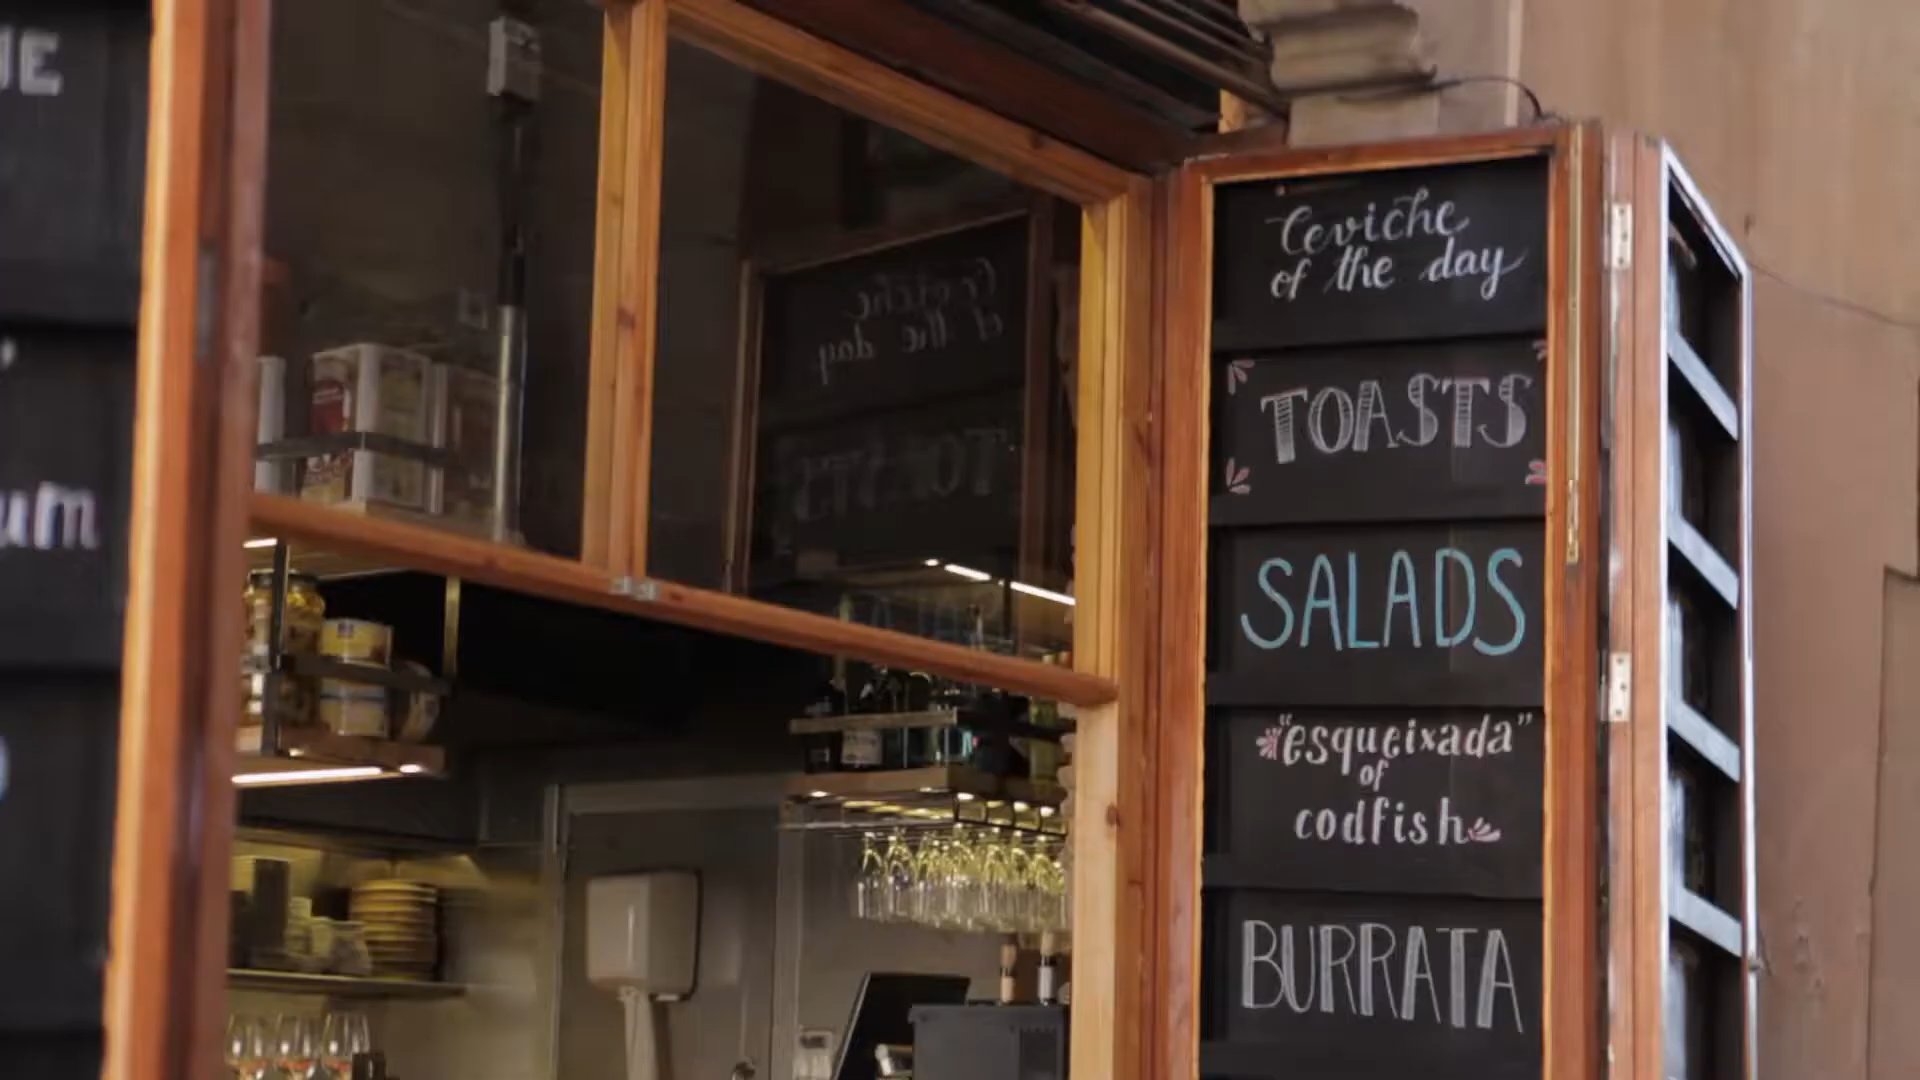 um
Ceviche
of the day
TOASTS
SALADS
"esqueixada"
of
codfish
BURRATA